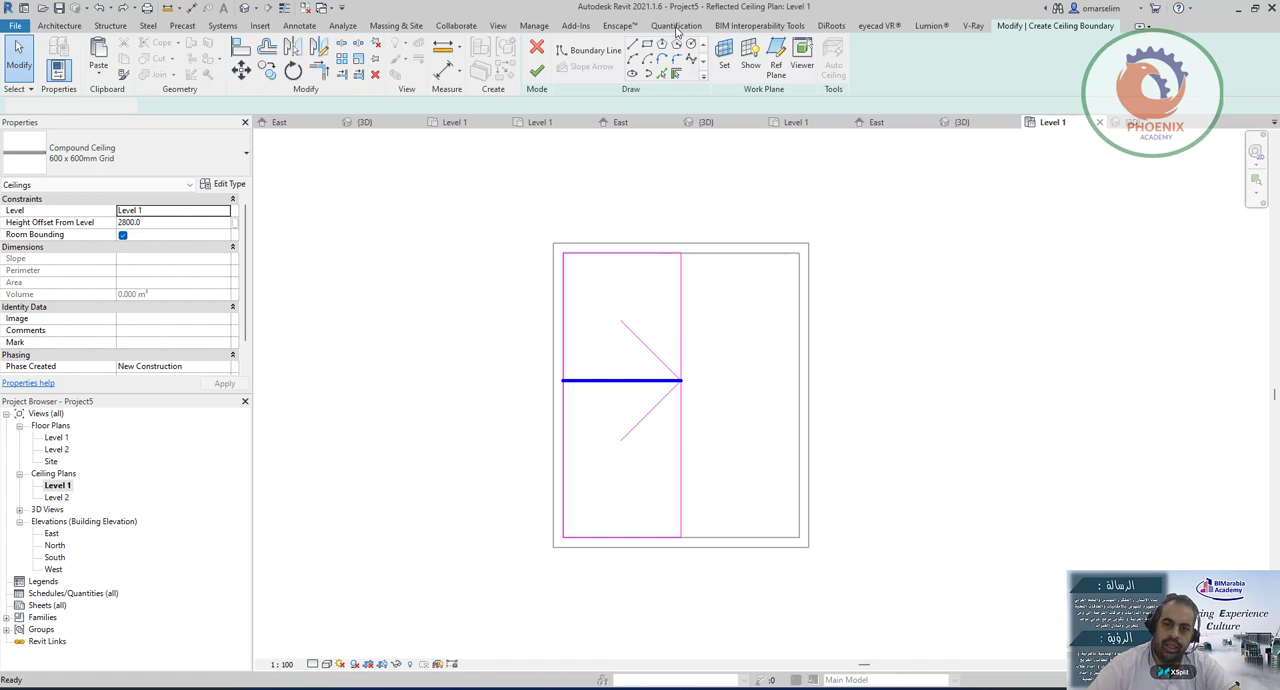 Autodesk Revit 2021.1.6 - Project5 - Reflected Ceiling Plan: Level 1
omarselim
File Architecture Structure Steel Precast Systems Insert Annotate Analyze Massing & Site Collaborate View Manage Add-Ins Enscape™ Quantification BIM Interoperability Tools DiRoots eyecad VR® Lumion® V-Ray Modify | Create Ceiling Boundary
Modify
Paste
Cope
Cut
Join
Boundary Line
Slope Arrow
Set
Show
Ref Plane
Viewer
Auto Ceiling
Select Properties Clipboard Geometry Modify View Measure Create Mode Draw Work Plane Tools
PHOENIX
ACADEMY
Properties
East {3D} Level 1 Level 1 East {3D} Level 1 East {3D} Level 1
Compound Ceiling
600 x 600mm Grid
Ceilings Edit Type
Constraints
Level Level 1
Height Offset From Level 2800.0
Room Bounding
Dimensions
Slope
Perimeter
Area
Volume 0.000 m³
Identity Data
Image
Comments
Mark
Phasing
Phase Created New Construction
Properties help Apply
Project Browser - Project5
Views (all)
Floor Plans
Level 1
Level 2
Site
Ceiling Plans
Level 1
Level 2
3D Views
Elevations (Building Elevation)
East
North
South
West
Legends
Schedules/Quantities (all)
Sheets (all)
Families
Groups
Revit Links
1 : 100
Ready
:0
Main Model
الرسالة :
الرؤية :
BIMarabia
Academy
Experience
Culture
XSplit